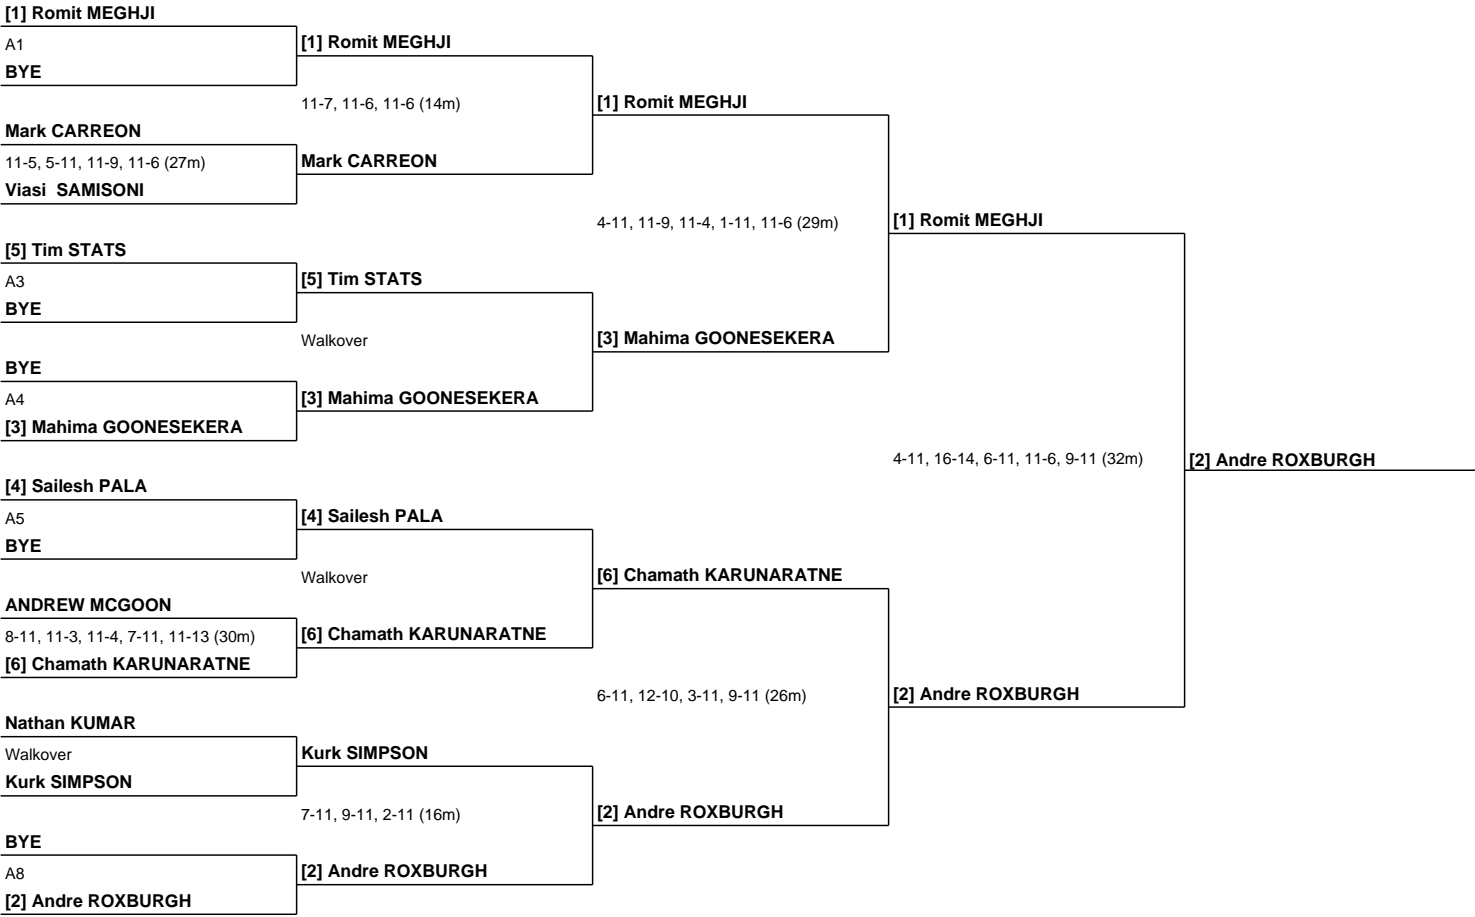 [1] Romit MEGHJI
A1
BYE
Mark CARREON
11-5, 5-11, 11-9, 11-6 (27m)
Viasi  SAMISONI
[5] Tim STATS
A3
BYE
BYE
A4
[3] Mahima GOONESEKERA
[4] Sailesh PALA
A5
BYE
ANDREW MCGOON
8-11, 11-3, 11-4, 7-11, 11-13 (30m)
[6] Chamath KARUNARATNE
Nathan KUMAR
Walkover
Kurk SIMPSON
BYE
A8
[2] Andre ROXBURGH
[1] Romit MEGHJI
11-7, 11-6, 11-6 (14m)
Mark CARREON
[5] Tim STATS
Walkover
[3] Mahima GOONESEKERA
[4] Sailesh PALA
Walkover
[6] Chamath KARUNARATNE
Kurk SIMPSON
7-11, 9-11, 2-11 (16m)
[2] Andre ROXBURGH
[1] Romit MEGHJI
4-11, 11-9, 11-4, 1-11, 11-6 (29m)
[3] Mahima GOONESEKERA
[6] Chamath KARUNARATNE
6-11, 12-10, 3-11, 9-11 (26m)
[2] Andre ROXBURGH
[1] Romit MEGHJI
4-11, 16-14, 6-11, 11-6, 9-11 (32m)
[2] Andre ROXBURGH
[2] Andre ROXBURGH